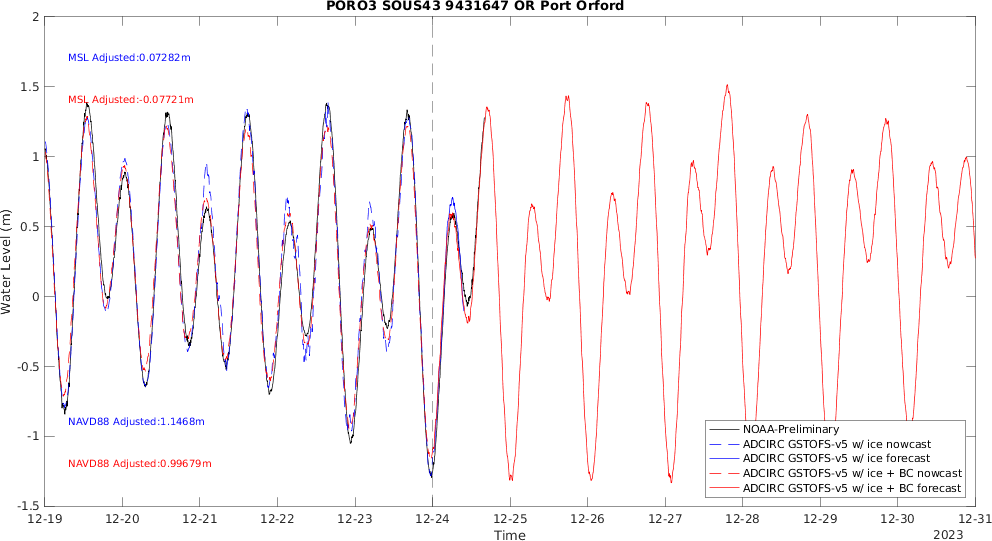 PORO3 SOUS43 9431647 OR Port Orford
2
1.5
1
0.5
0
-0.5
-1
-1.5
Water Level (m)
MSL Adjusted:0.07282m
MSL Adjusted:-0.07721m
NAVD88 Adjusted:1.1468m
NAVD88 Adjusted:0.99679m
NOAA-Preliminary
ADCIRC GSTOFS-v5 w/ ice nowcast
ADCIRC GSTOFS-v5 w/ ice forecast
ADCIRC GSTOFS-v5 w/ ice + BC nowcast
ADCIRC GSTOFS-v5 w/ ice + BC forecast
12-19 12-20 12-21 12-22 12-23 12-24 12-25 12-26 12-27 12-28 12-29 12-30 12-31
Time
2023